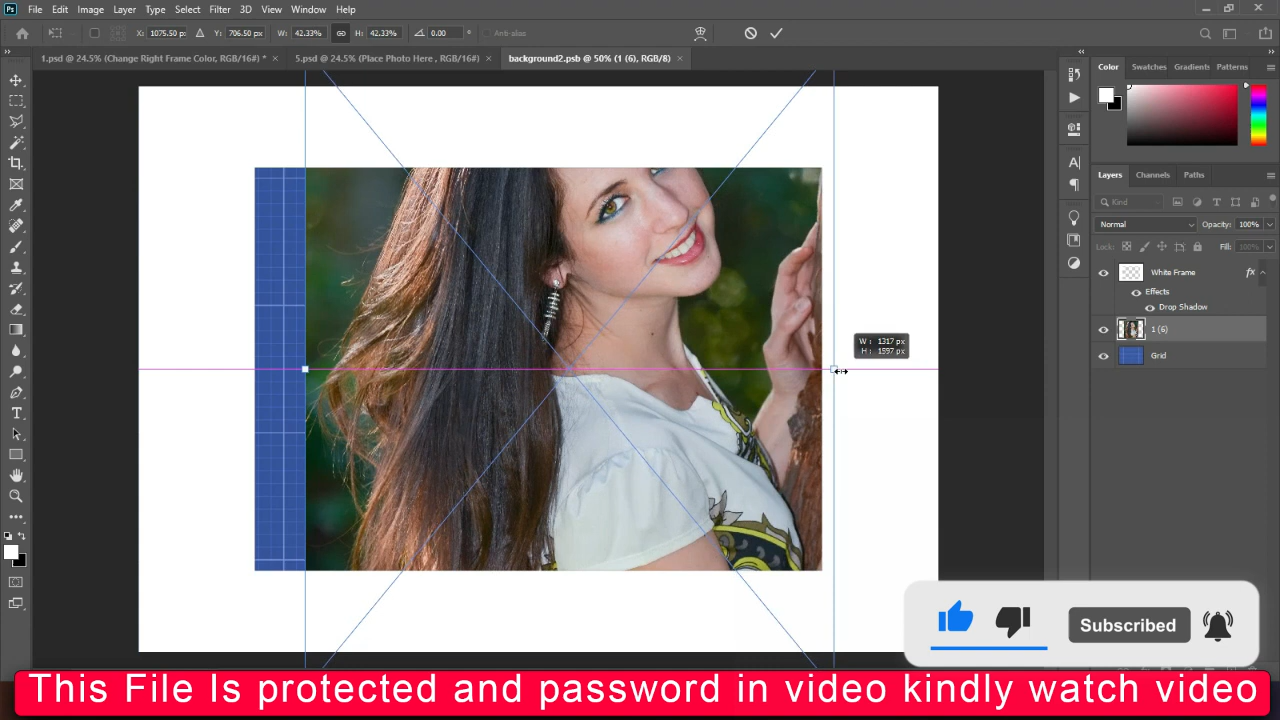 Ps File Edit Image Layer Type Select Filter 3D View Window Help
X: 1075.50 p: Y: 706.50 px W: 42.33% H: 42.33% 0.00 ° Anti-alias
1.psd @ 24.5% (Change Right Frame Color, RGB/16#) * × 5.psd @ 24.5% (Place Photo Here , RGB/16#) × background2.psb @ 50% (1 (6), RGB/8) ×
Color Swatches Gradients Patterns
Layers Channels Paths
Kind
Normal Opacity: 100%
Lock: Fill: 100%
White Frame fx
Effects
Drop Shadow
1 (6)
Grid
W : 1317 px
H : 1597 px
Subscribed
This File Is protected and password in video kindly watch video